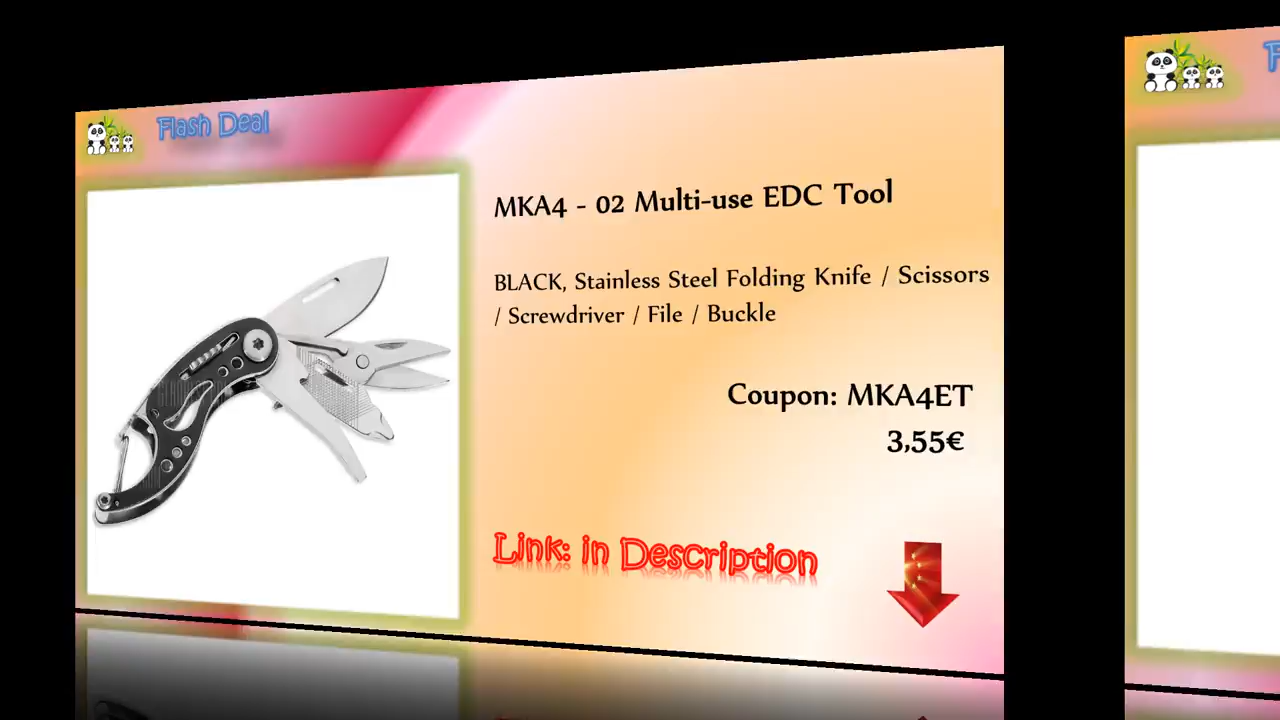 Flash Deal
MKA4 - 02 Multi-use EDC Tool
BLACK, Stainless Steel Folding Knife / Scissors
/ Screwdriver / File / Buckle
Coupon: MKA4ET
3,55€
Link: in Description
F